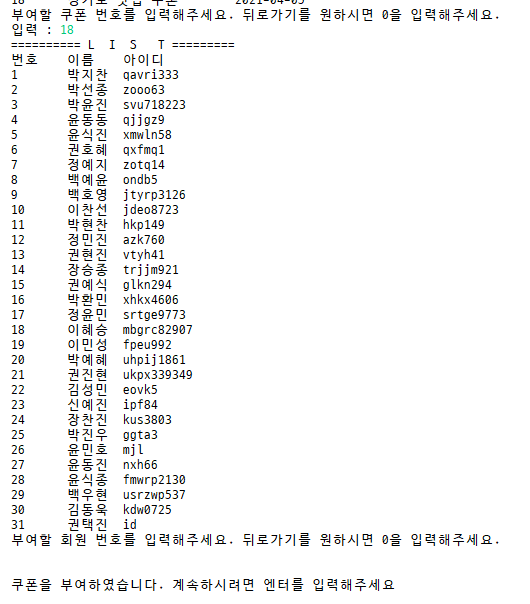 부여할 쿠폰 번호를 입력해주세요. 뒤로가기를 원하시면 0을 입력해주세요.
입력 : 18
========== L I S T =========
번호 이름 아이디
1 박지찬 qavri333
2 박선종 zooo63
3 박윤진 svu718223
4 윤동동 qjjgz9
5 윤식진 xmwln58
6 권호혜 qxfmq1
7 정예지 zotq14
8 백예윤 ondb5
9 백호영 jtyrp3126
10 이찬선 jdeo8723
11 박현찬 hkp149
12 정민진 azk760
13 권현진 vtyh41
14 장승종 trjjm921
15 권예식 glkn294
16 박환민 xhkx4606
17 정윤민 srtge9773
18 이혜승 mbgrc82907
19 이민성 fpeu992
20 박예혜 uhpij1861
21 권진현 ukpx339349
22 김성민 eovk5
23 신예진 ipf84
24 장찬진 kus3803
25 박진우 ggta3
26 윤민호 mjl
27 윤동진 nxh66
28 윤식종 fmwrp2130
29 백우현 usrzwp537
30 김동욱 kdw0725
31 권택진 id
부여할 회원 번호를 입력해주세요. 뒤로가기를 원하시면 0을 입력해주세요.
쿠폰을 부여하였습니다. 계속하시려면 엔터를 입력해주세요